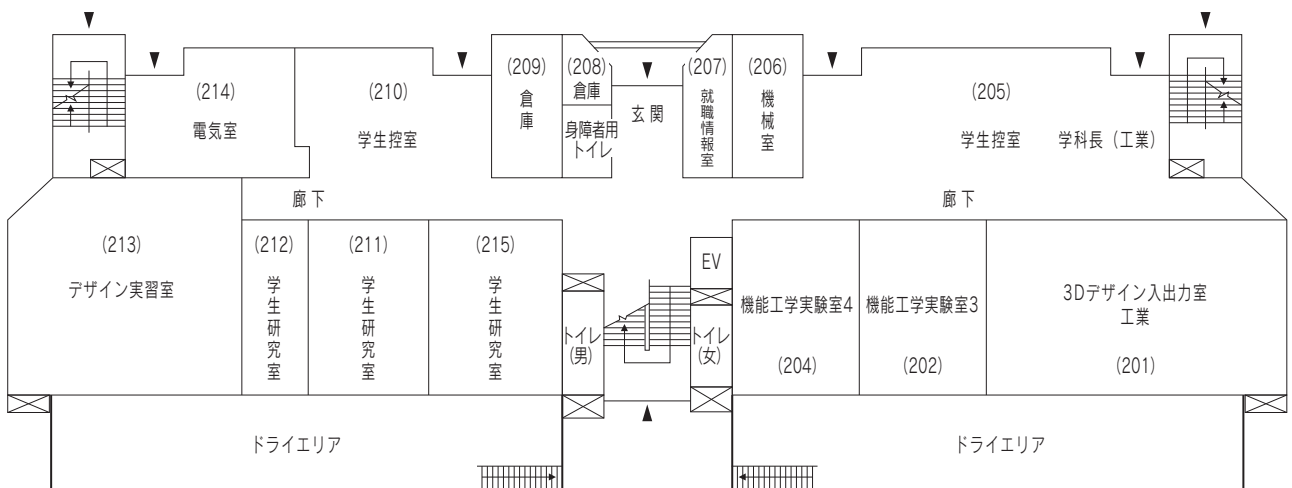 (214)
電気室
(210)
学生控室
(209)
倉庫
(208)
倉庫
身障者用
トイレ
玄関
(207)
就職情報室
(206)
機械室
(205)
学生控室
学科長（工業）
廊下
廊下
(213)
デザイン実習室
(212)
学生研究室
(211)
学生研究室
(215)
学生研究室
トイレ
(男)
EV
トイレ
(女)
機能工学実験室4
(204)
機能工学実験室3
(202)
3Dデザイン入出力室
工業
(201)
ドライエリア
ドライエリア